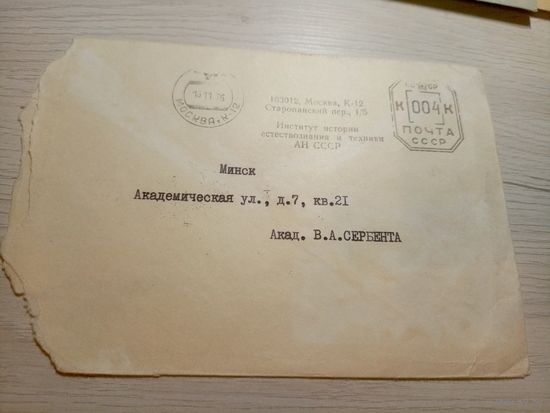 МОСКВА К-12
103012, Москва, К-12
Старопанский пер., 1/5
Институт истории
естествознания и техники
АН СССР
К 004 К
ПОЧТА
СССР
Минск
Академическая ул., д.7, кв.21
Акад. В.А.СЕРБЕНТА